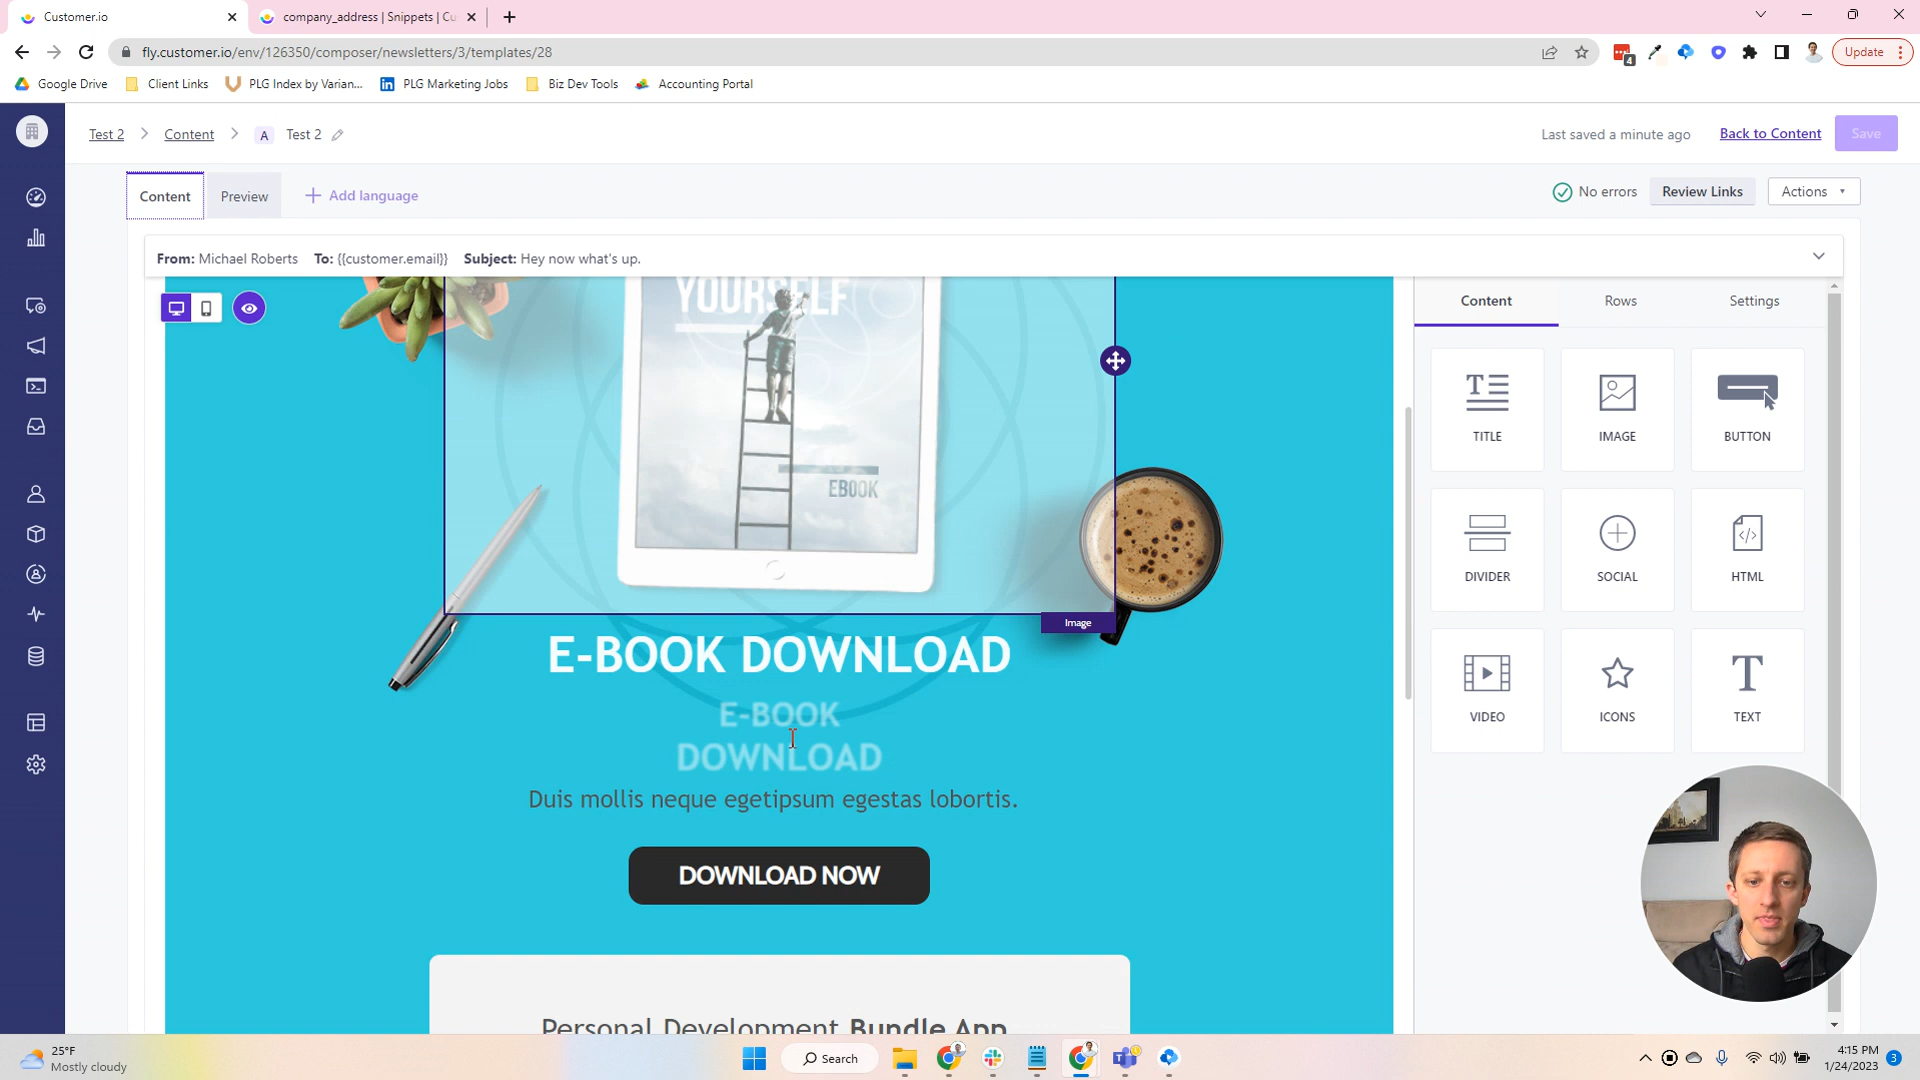 Customer.io
company_address | Snippets | Cu
fly.customer.io/env/126350/composer/newsletters/3/templates/28
4
Update
Google Drive
Client Links
PLG Index by Varian...
PLG Marketing Jobs
Biz Dev Tools
Accounting Portal
Test 2
Content
A
Test 2
Last saved a minute ago
Back to Content
Save
Content
Preview
Add language
No errors
Review Links
Actions
From: Michael Roberts To: {{customer.email}} Subject: Hey now what's up.
YOURSELF
EBOOK
Image
E-BOOK DOWNLOAD
E-BOOK
DOWNLOAD
Duis mollis neque egetipsum egestas lobortis.
DOWNLOAD NOW
Personal Development Bundle App
Content
Rows
Settings
TITLE
IMAGE
BUTTON
DIVIDER
SOCIAL
HTML
VIDEO
ICONS
TEXT
25°F
Mostly cloudy
Search
4:15 PM
1/24/2023
3